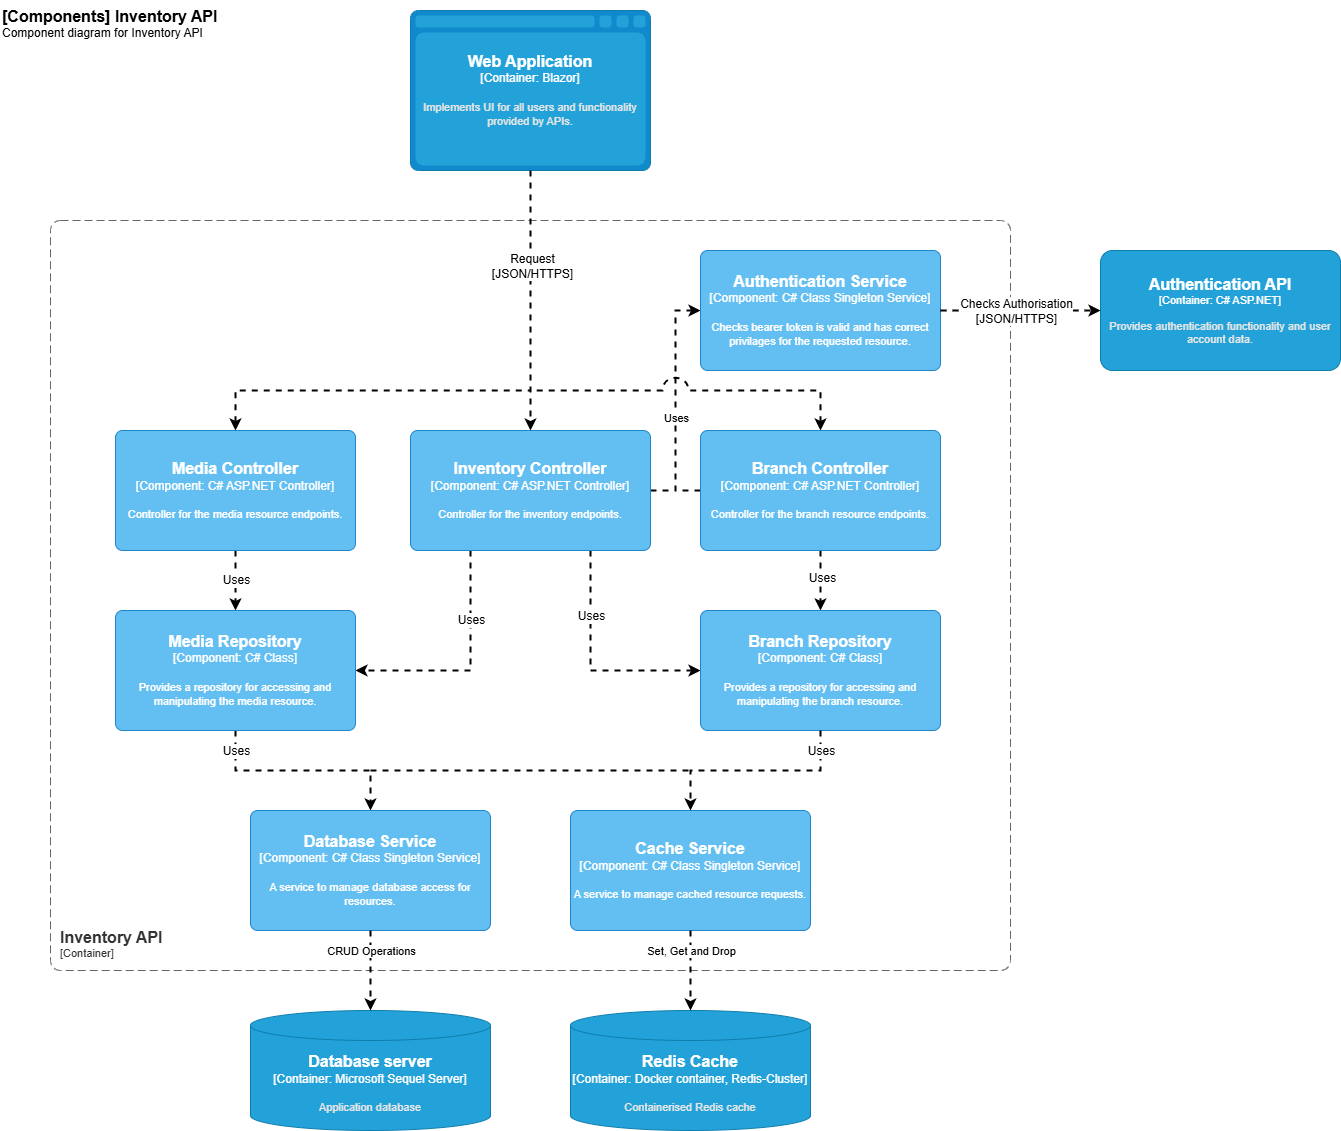 [Components] Inventory API
Component diagram for Inventory API
Web Application
[Container: Blazor]
Implements UI for all users and functionality
provided by APIs.
Request
[JSON/HTTPS]
Authentication Service
[Component: C# Class Singleton Service]
Checks bearer token is valid and has correct
privilages for the requested resource.
Checks Authorisation
[JSON/HTTPS]
Authentication API
[Container: C# ASP.NET]
Provides authentication functionality and user
account data.
Uses
Media Controller
[Component: C# ASP.NET Controller]
Controller for the media resource endpoints.
Inventory Controller
[Component: C# ASP.NET Controller]
Controller for the inventory endpoints.
Branch Controller
[Component: C# ASP.NET Controller]
Controller for the branch resource endpoints.
Uses
Uses
Uses
Uses
Media Repository
[Component: C# Class]
Provides a repository for accessing and
manipulating the media resource.
Branch Repository
[Component: C# Class]
Provides a repository for accessing and
manipulating the branch resource.
Uses
Uses
Database Service
[Component: C# Class Singleton Service]
A service to manage database access for
resources.
Cache Service
[Component: C# Class Singleton Service]
A service to manage cached resource requests.
Inventory API
[Container]
CRUD Operations
Set, Get and Drop
Database server
[Container: Microsoft Sequel Server]
Application database
Redis Cache
[Container: Docker container, Redis-Cluster]
Containerised Redis cache